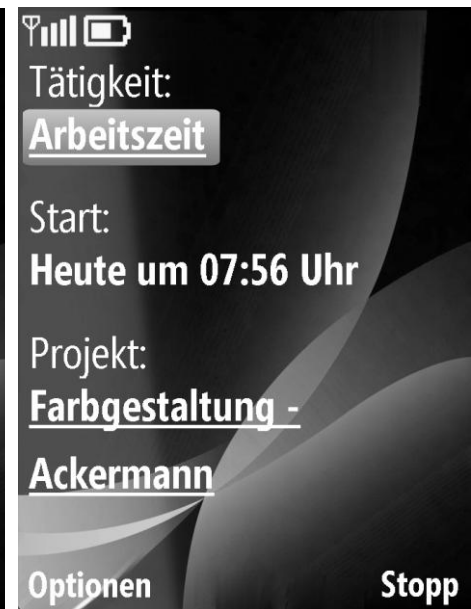 Tätigkeit:
Arbeitszeit
Start:
Heute um 07:56 Uhr
Projekt:
Farbgestaltung -
Ackermann
Optionen Stopp